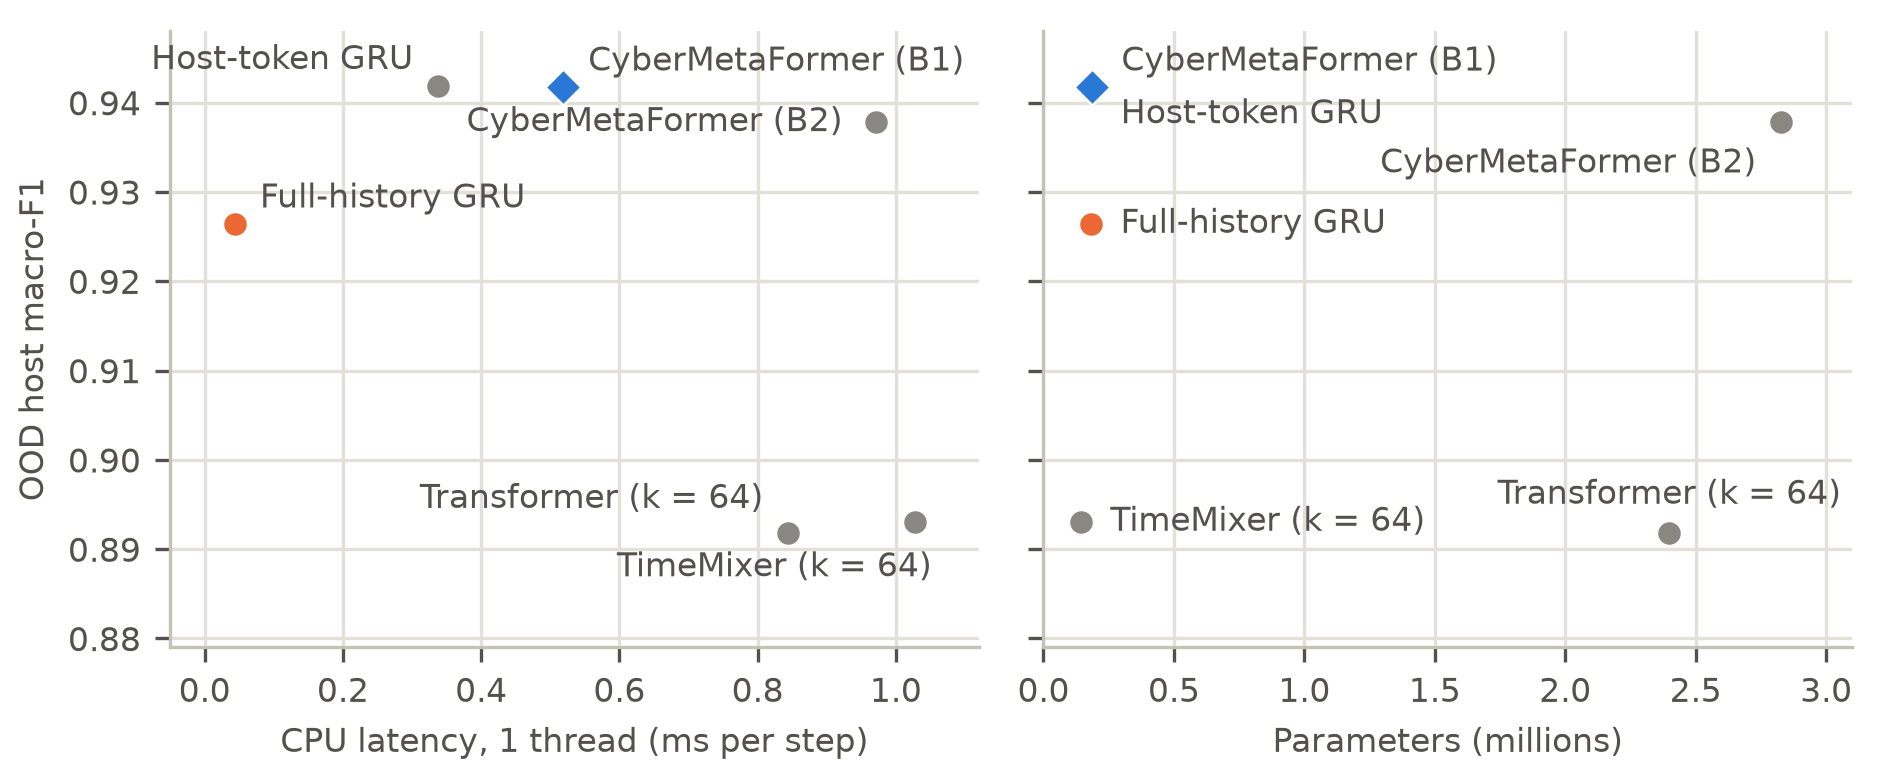 Host-token GRU
CyberMetaFormer (B1)
CyberMetaFormer (B2)
Full-history GRU
Transformer (k = 64)
TimeMixer (k = 64)
OOD host macro-F1
0.94
0.93
0.92
0.91
0.90
0.89
0.88
0.0 0.2 0.4 0.6 0.8 1.0
CPU latency, 1 thread (ms per step)
CyberMetaFormer (B1)
Host-token GRU
CyberMetaFormer (B2)
Full-history GRU
Transformer (k = 64)
TimeMixer (k = 64)
0.0 0.5 1.0 1.5 2.0 2.5 3.0
Parameters (millions)